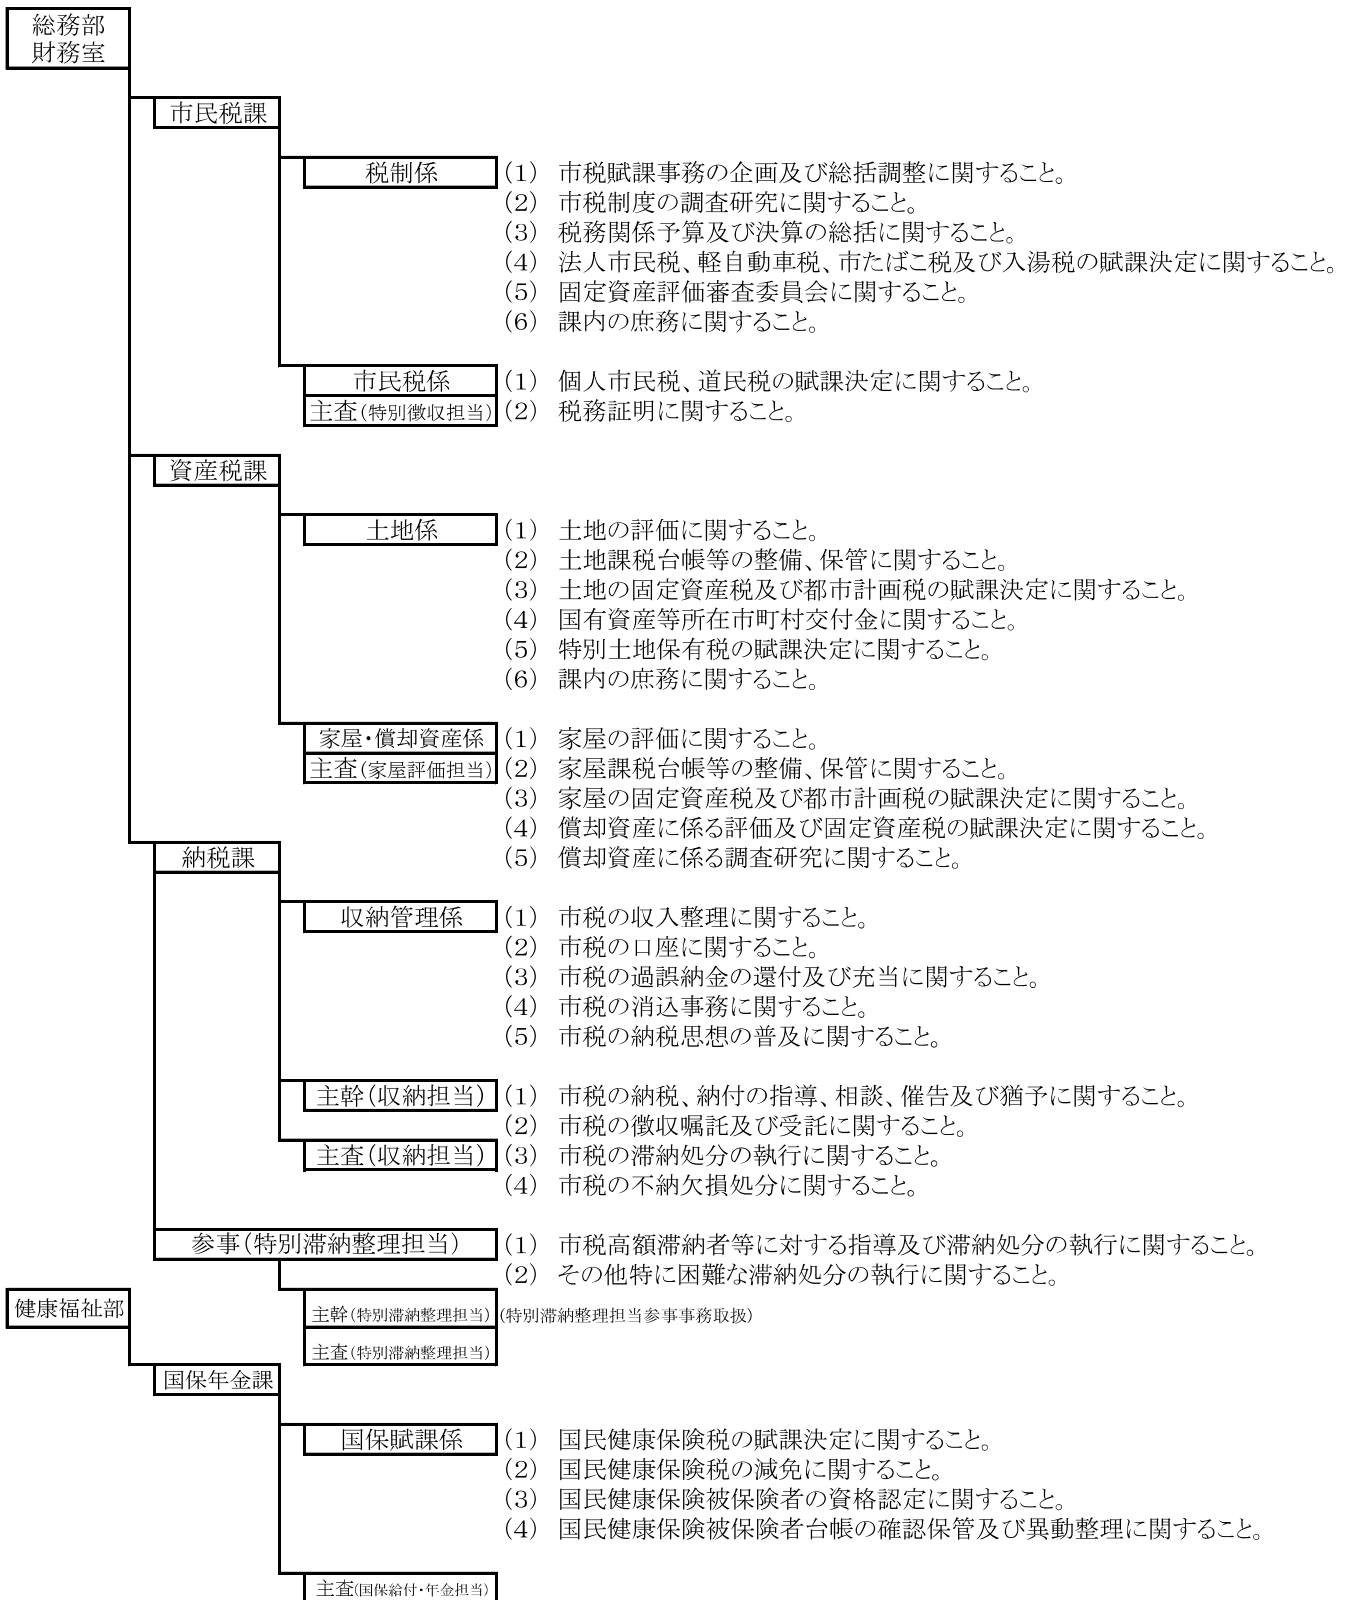 総務部
財務室
市民税課
税制係 (1) 市税賦課事務の企画及び総括調整に関すること。
(2) 市税制度の調査研究に関すること。
(3) 税務関係予算及び決算の総括に関すること。
(4) 法人市民税、軽自動車税、市たばこ税及び入湯税の賦課決定に関すること。
(5) 固定資産評価審査委員会に関すること。
(6) 課内の庶務に関すること。
市民税係 (1) 個人市民税、道民税の賦課決定に関すること。
主査(特別徴収担当) (2) 税務証明に関すること。
資産税課
土地係 (1) 土地の評価に関すること。
(2) 土地課税台帳等の整備、保管に関すること。
(3) 土地の固定資産税及び都市計画税の賦課決定に関すること。
(4) 国有資産等所在市町村交付金に関すること。
(5) 特別土地保有税の賦課決定に関すること。
(6) 課内の庶務に関すること。
家屋・償却資産係 (1) 家屋の評価に関すること。
主査(家屋評価担当) (2) 家屋課税台帳等の整備、保管に関すること。
(3) 家屋の固定資産税及び都市計画税の賦課決定に関すること。
(4) 償却資産に係る評価及び固定資産税の賦課決定に関すること。
納税課 (5) 償却資産に係る調査研究に関すること。
収納管理係 (1) 市税の収入整理に関すること。
(2) 市税の口座に関すること。
(3) 市税の過誤納金の還付及び充当に関すること。
(4) 市税の消込事務に関すること。
(5) 市税の納税思想の普及に関すること。
主幹(収納担当) (1) 市税の納税、納付の指導、相談、催告及び猶予に関すること。
(2) 市税の徴収嘱託及び受託に関すること。
主査(収納担当) (3) 市税の滞納処分の執行に関すること。
(4) 市税の不納欠損処分に関すること。
参事(特別滞納整理担当) (1) 市税高額滞納者等に対する指導及び滞納処分の執行に関すること。
(2) その他特に困難な滞納処分の執行に関すること。
健康福祉部 主幹(特別滞納整理担当) (特別滞納整理担当参事事務取扱)
主査(特別滞納整理担当)
国保年金課
国保賦課係 (1) 国民健康保険税の賦課決定に関すること。
(2) 国民健康保険税の減免に関すること。
(3) 国民健康保険被保険者の資格認定に関すること。
(4) 国民健康保険被保険者台帳の確認保管及び異動整理に関すること。
主査(国保給付・年金担当)